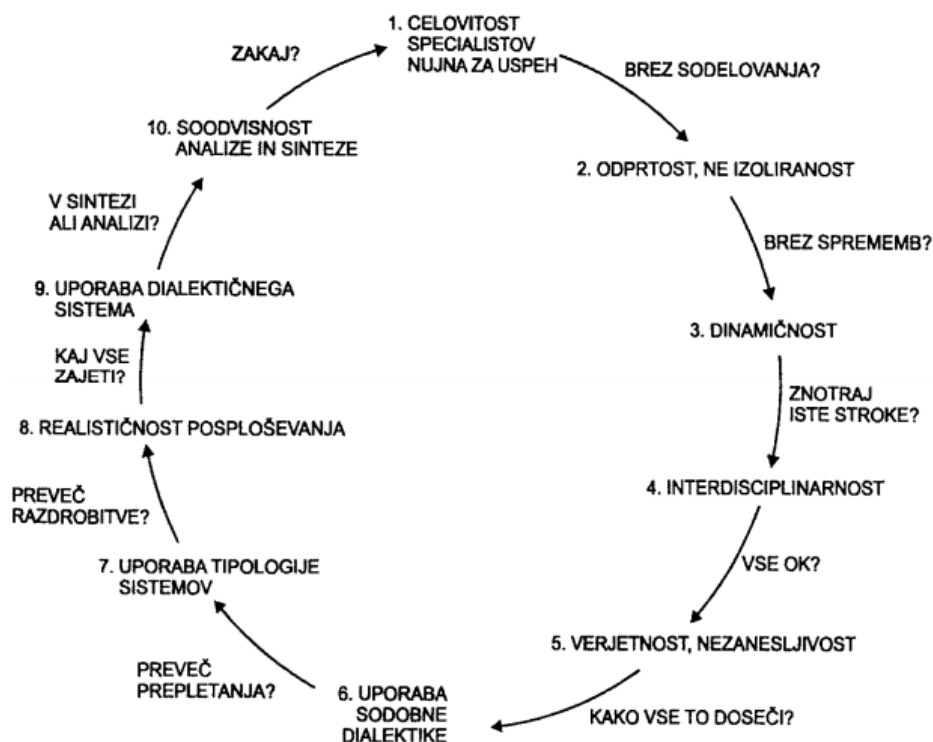 1. CELOVITOST
SPECIALISTOV
NUJNA ZA USPEH
BREZ SODELOVANJA?
2. ODPRTOST, NE IZOLIRANOST
BREZ SPREMEMB?
3. DINAMIČNOST
ZNOTRAJ
ISTE STROKE?
4. INTERDISCIPLINARNOST
VSE OK?
5. VERJETNOST, NEZANESLJIVOST
KAKO VSE TO DOSEČI?
6. UPORABA
SODOBNE
DIALEKTIKE
PREVEČ
PREPLETANJA?
7. UPORABA TIPOLOGIJE
SISTEMOV
PREVEČ
RAZDROBITVE?
8. REALISTIČNOST POSPLOŠEVANJA
KAJ VSE
ZAJETI?
9. UPORABA DIALEKTIČNEGA
SISTEMA
V SINTEZI
ALI ANALIZI?
10. SOODVISNOST
ANALIZE IN SINTEZE
ZAKAJ?